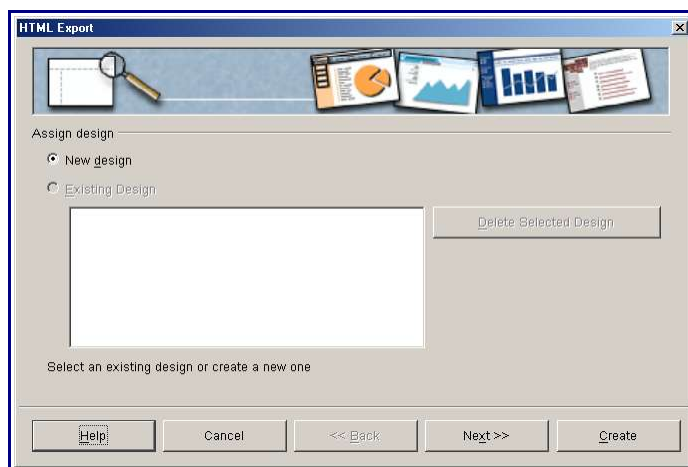 HTML Export
Assign design
New design
Existing Design
Delete Selected Design
Select an existing design or create a new one
Help
Cancel
<< Back
Next >>
Create